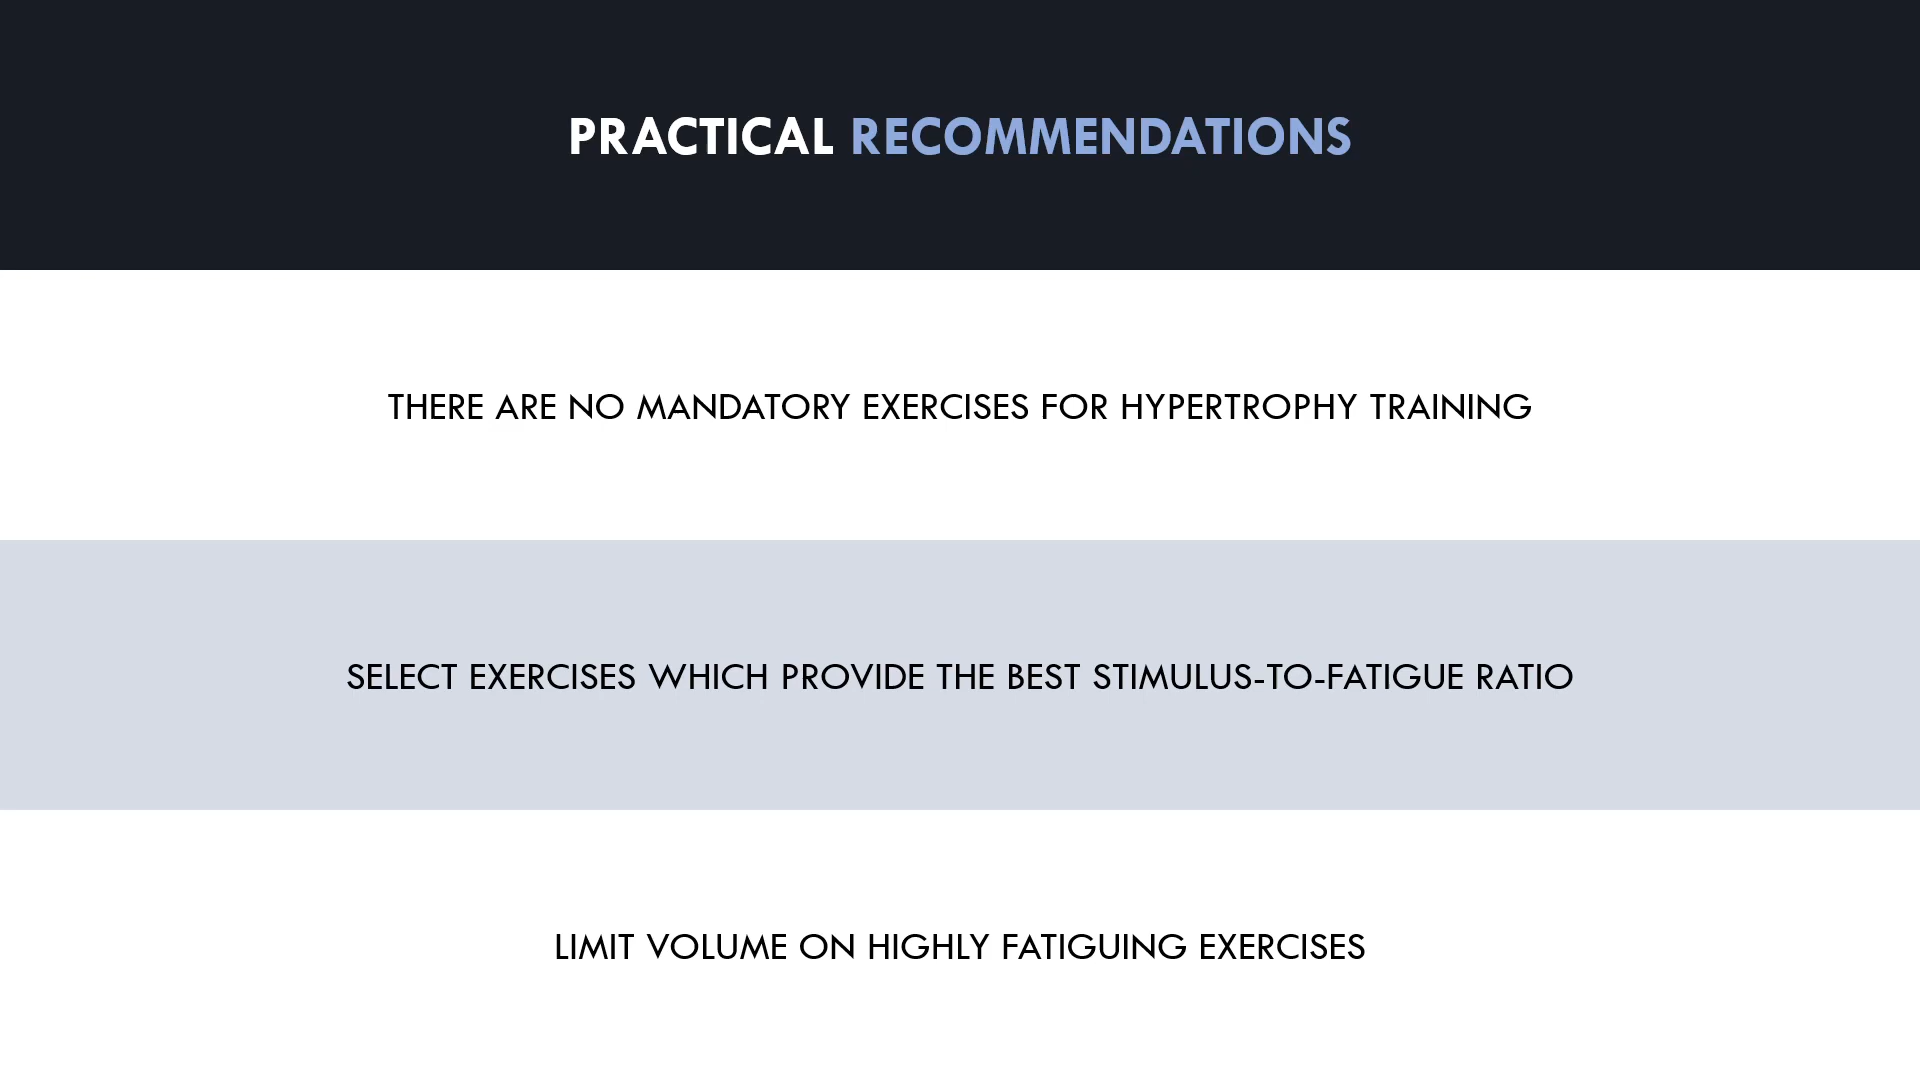 PRACTICAL RECOMMENDATIONS
THERE ARE NO MANDATORY EXERCISES FOR HYPERTROPHY TRAINING
SELECT EXERCISES WHICH PROVIDE THE BEST STIMULUS-TO-FATIGUE RATIO
LIMIT VOLUME ON HIGHLY FATIGUING EXERCISES